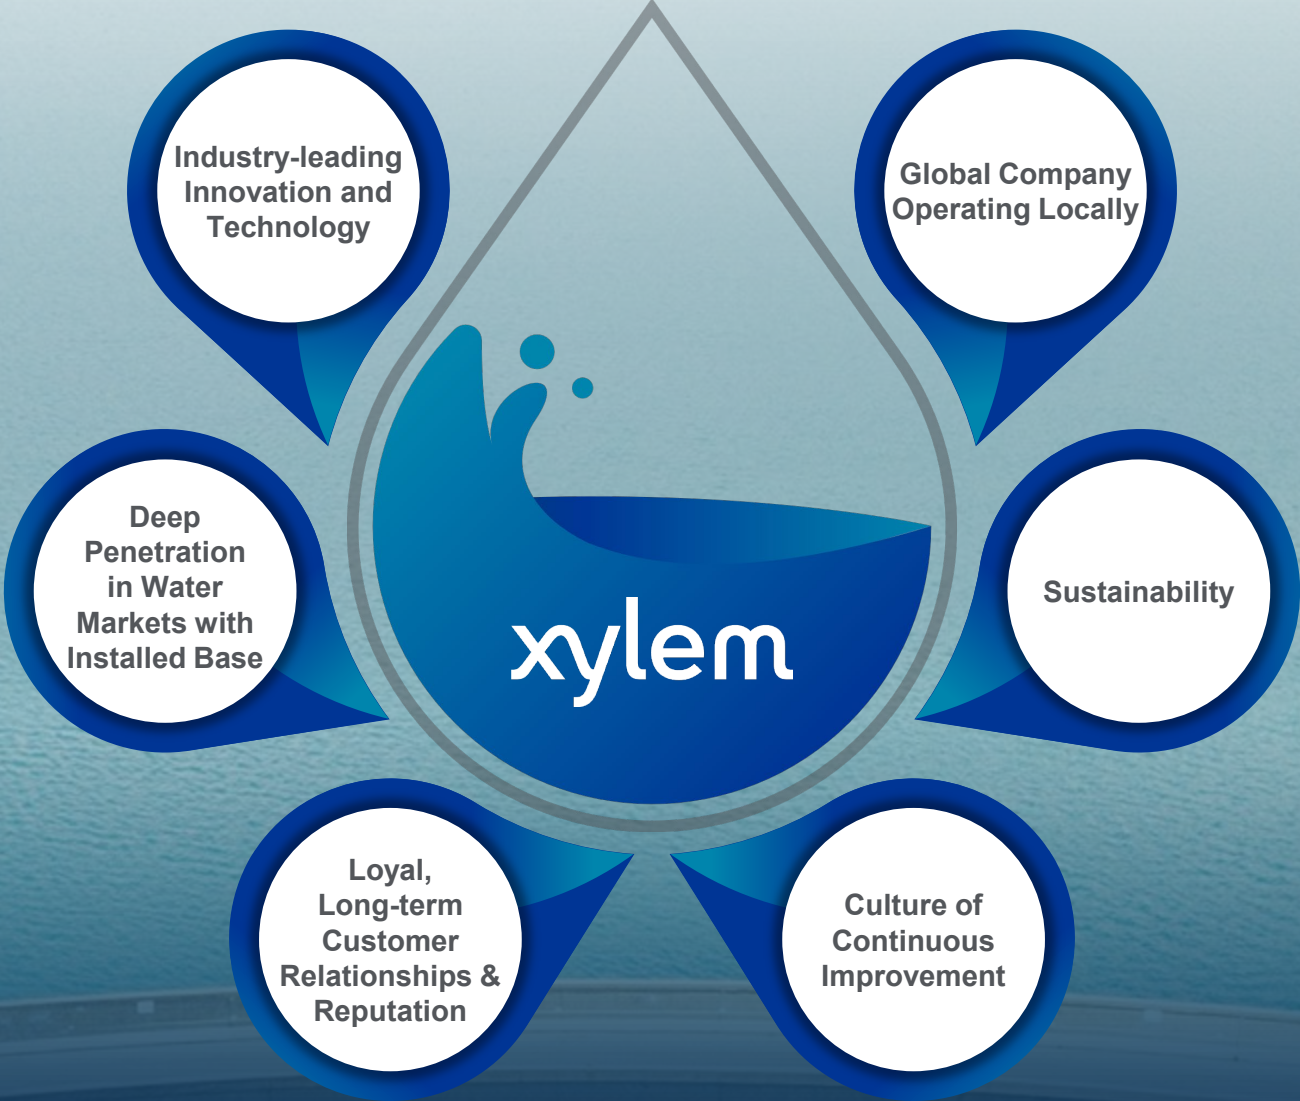 Industry-leading
Innovation and
Technology
Global Company
Operating Locally
Deep
Penetration
in Water
Markets with
Installed Base
Sustainability
xylem
Loyal,
Long-term
Customer
Relationships &
Reputation
Culture of
Continuous
Improvement